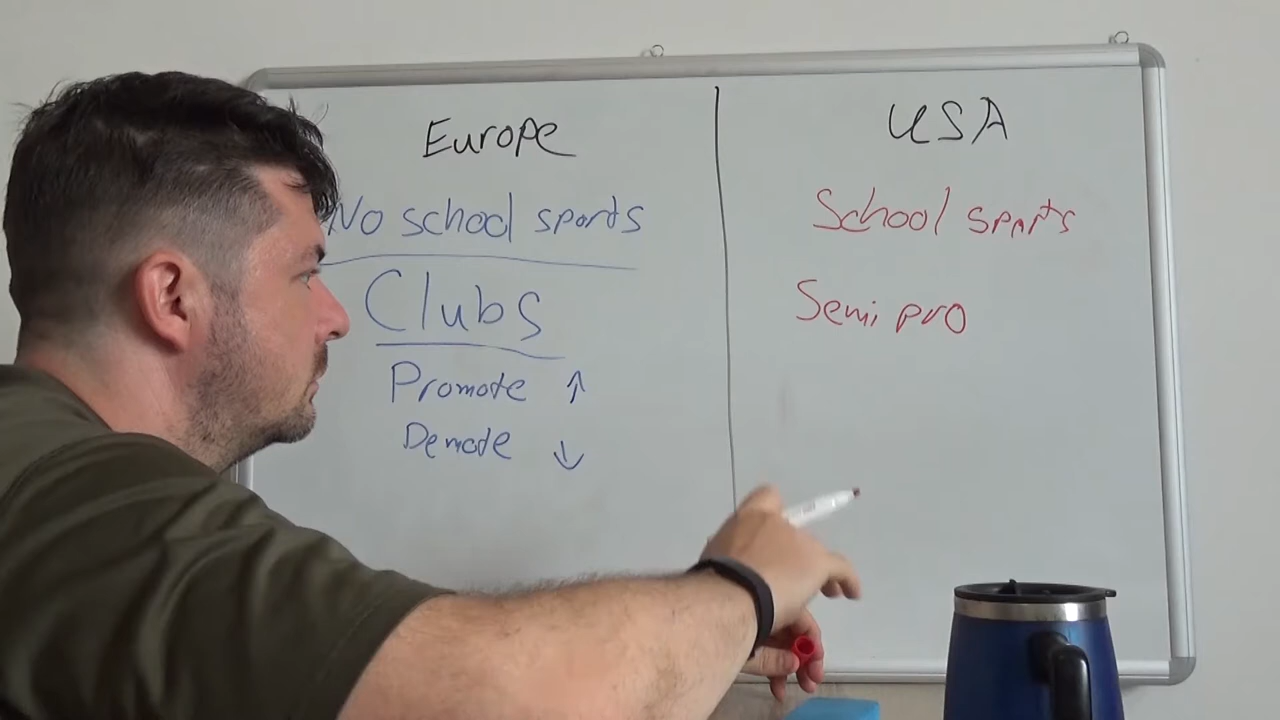 Europe
No school sports
Clubs
Promote ↑
Demote ↓
USA
School sports
Semi pro